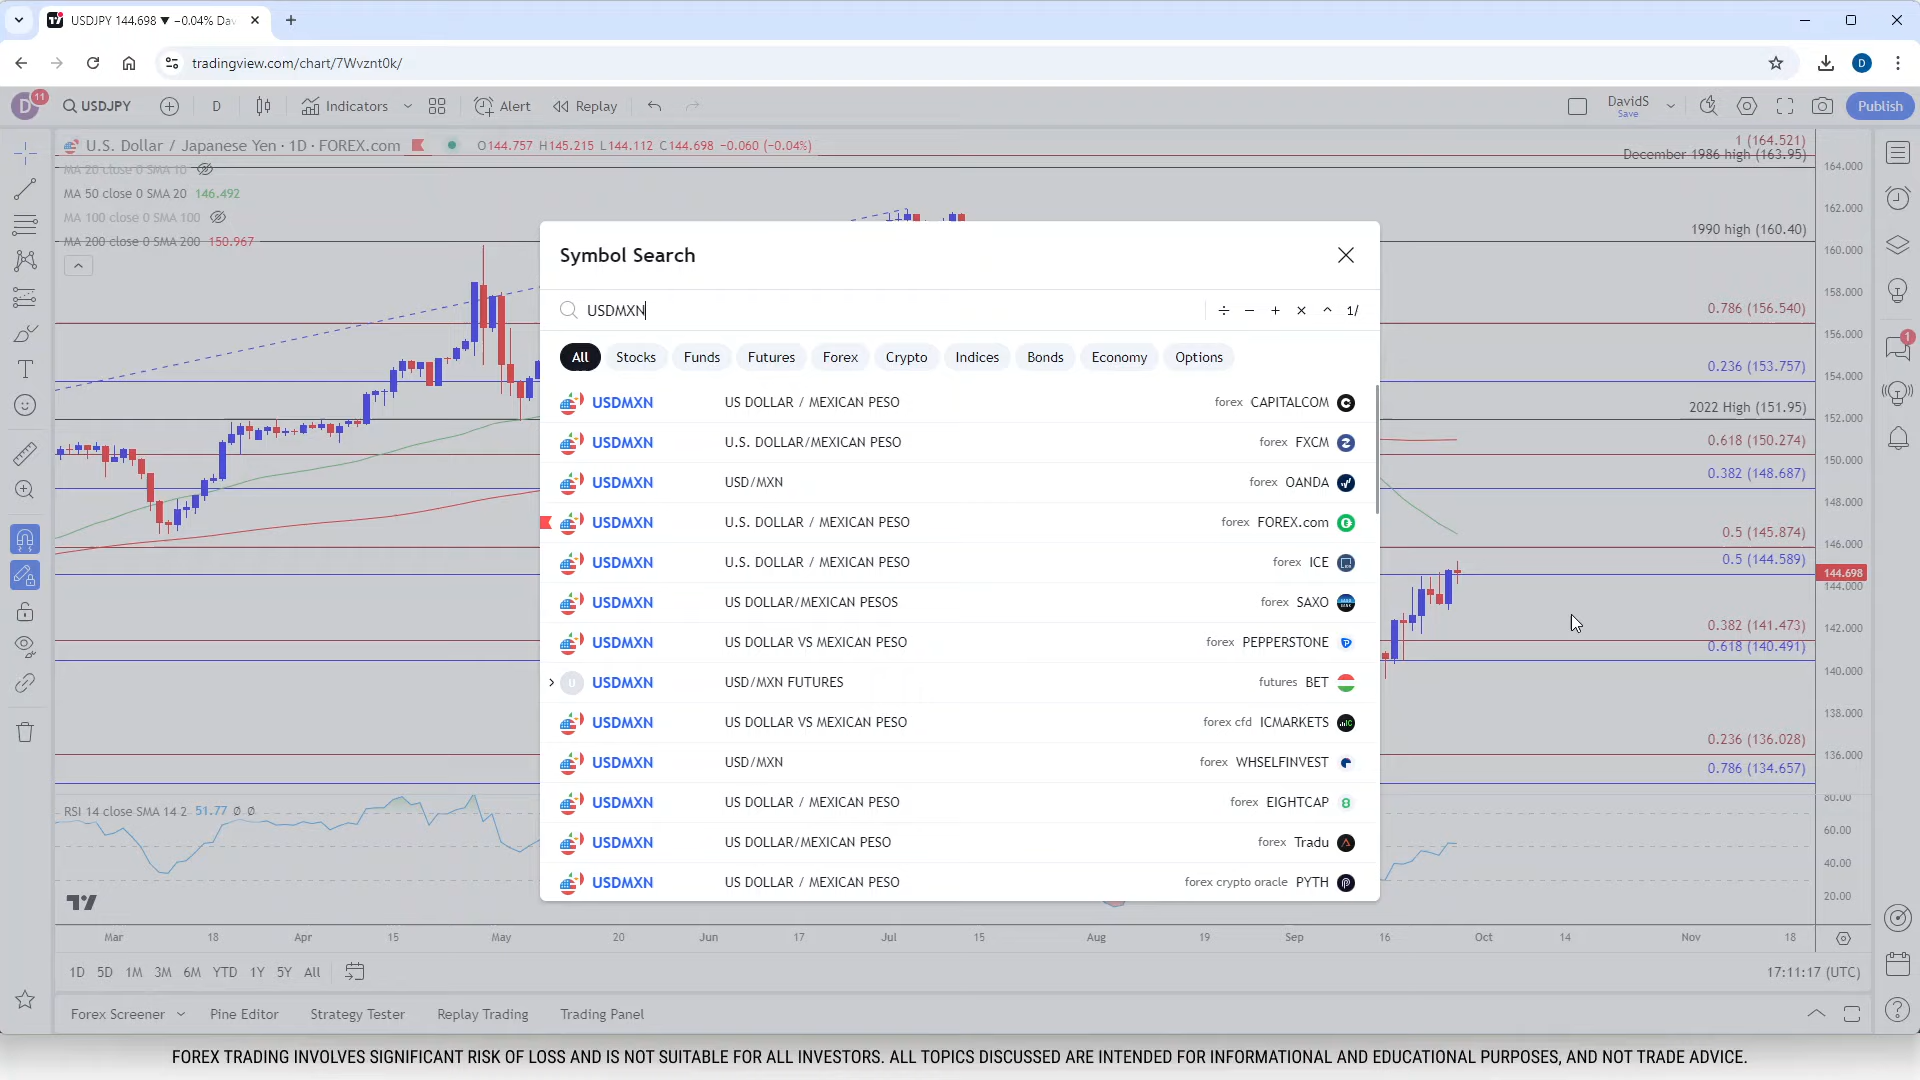 USDJPY 144.698 ▼ −0.04% Da
tradingview.com/chart/7Wvznt0k/
D
D 11 USDJPY D Indicators Alert Replay DavidS Save Publish
U.S. Dollar / Japanese Yen · 1D · FOREX.com O144.757 H145.215 L144.112 C144.698 −0.060 (−0.04%)
MA 20 close 0 SMA 10
MA 50 close 0 SMA 20 146.492
MA 100 close 0 SMA 100
MA 200 close 0 SMA 200 150.967
Symbol Search
USDMXN ÷ − + × ^ 1/
All Stocks Funds Futures Forex Crypto Indices Bonds Economy Options
USDMXN US DOLLAR / MEXICAN PESO forex CAPITALCOM
USDMXN U.S. DOLLAR/MEXICAN PESO forex FXCM
USDMXN USD/MXN forex OANDA
USDMXN U.S. DOLLAR / MEXICAN PESO forex FOREX.com
USDMXN U.S. DOLLAR / MEXICAN PESO forex ICE
USDMXN US DOLLAR/MEXICAN PESOS forex SAXO
USDMXN US DOLLAR VS MEXICAN PESO forex PEPPERSTONE
U USDMXN USD/MXN FUTURES futures BET
USDMXN US DOLLAR VS MEXICAN PESO forex cfd ICMARKETS
USDMXN USD/MXN forex WHSELFINVEST
USDMXN US DOLLAR / MEXICAN PESO forex EIGHTCAP
USDMXN US DOLLAR/MEXICAN PESO forex Tradu
USDMXN US DOLLAR / MEXICAN PESO forex crypto oracle PYTH
1 (164.521)
December 1986 high (163.95)
1990 high (160.40)
0.786 (156.540)
0.236 (153.757)
2022 High (151.95)
0.618 (150.274)
0.382 (148.687)
0.5 (145.874)
0.5 (144.589)
0.382 (141.473)
0.618 (140.491)
0.236 (136.028)
0.786 (134.657)
164.000
162.000
160.000
158.000
156.000
154.000
152.000
150.000
148.000
146.000
144.698
144.000
142.000
140.000
138.000
136.000
80.00
60.00
40.00
20.00
1
RSI 14 close SMA 14 2 51.77 Ø Ø
Mar 18 Apr 15 May 20 Jun 17 Jul 15 Aug 19 Sep 16 Oct 14 Nov 18
1D 5D 1M 3M 6M YTD 1Y 5Y All 17:11:17 (UTC)
Forex Screener Pine Editor Strategy Tester Replay Trading Trading Panel
FOREX TRADING INVOLVES SIGNIFICANT RISK OF LOSS AND IS NOT SUITABLE FOR ALL INVESTORS. ALL TOPICS DISCUSSED ARE INTENDED FOR INFORMATIONAL AND EDUCATIONAL PURPOSES, AND NOT TRADE ADVICE.